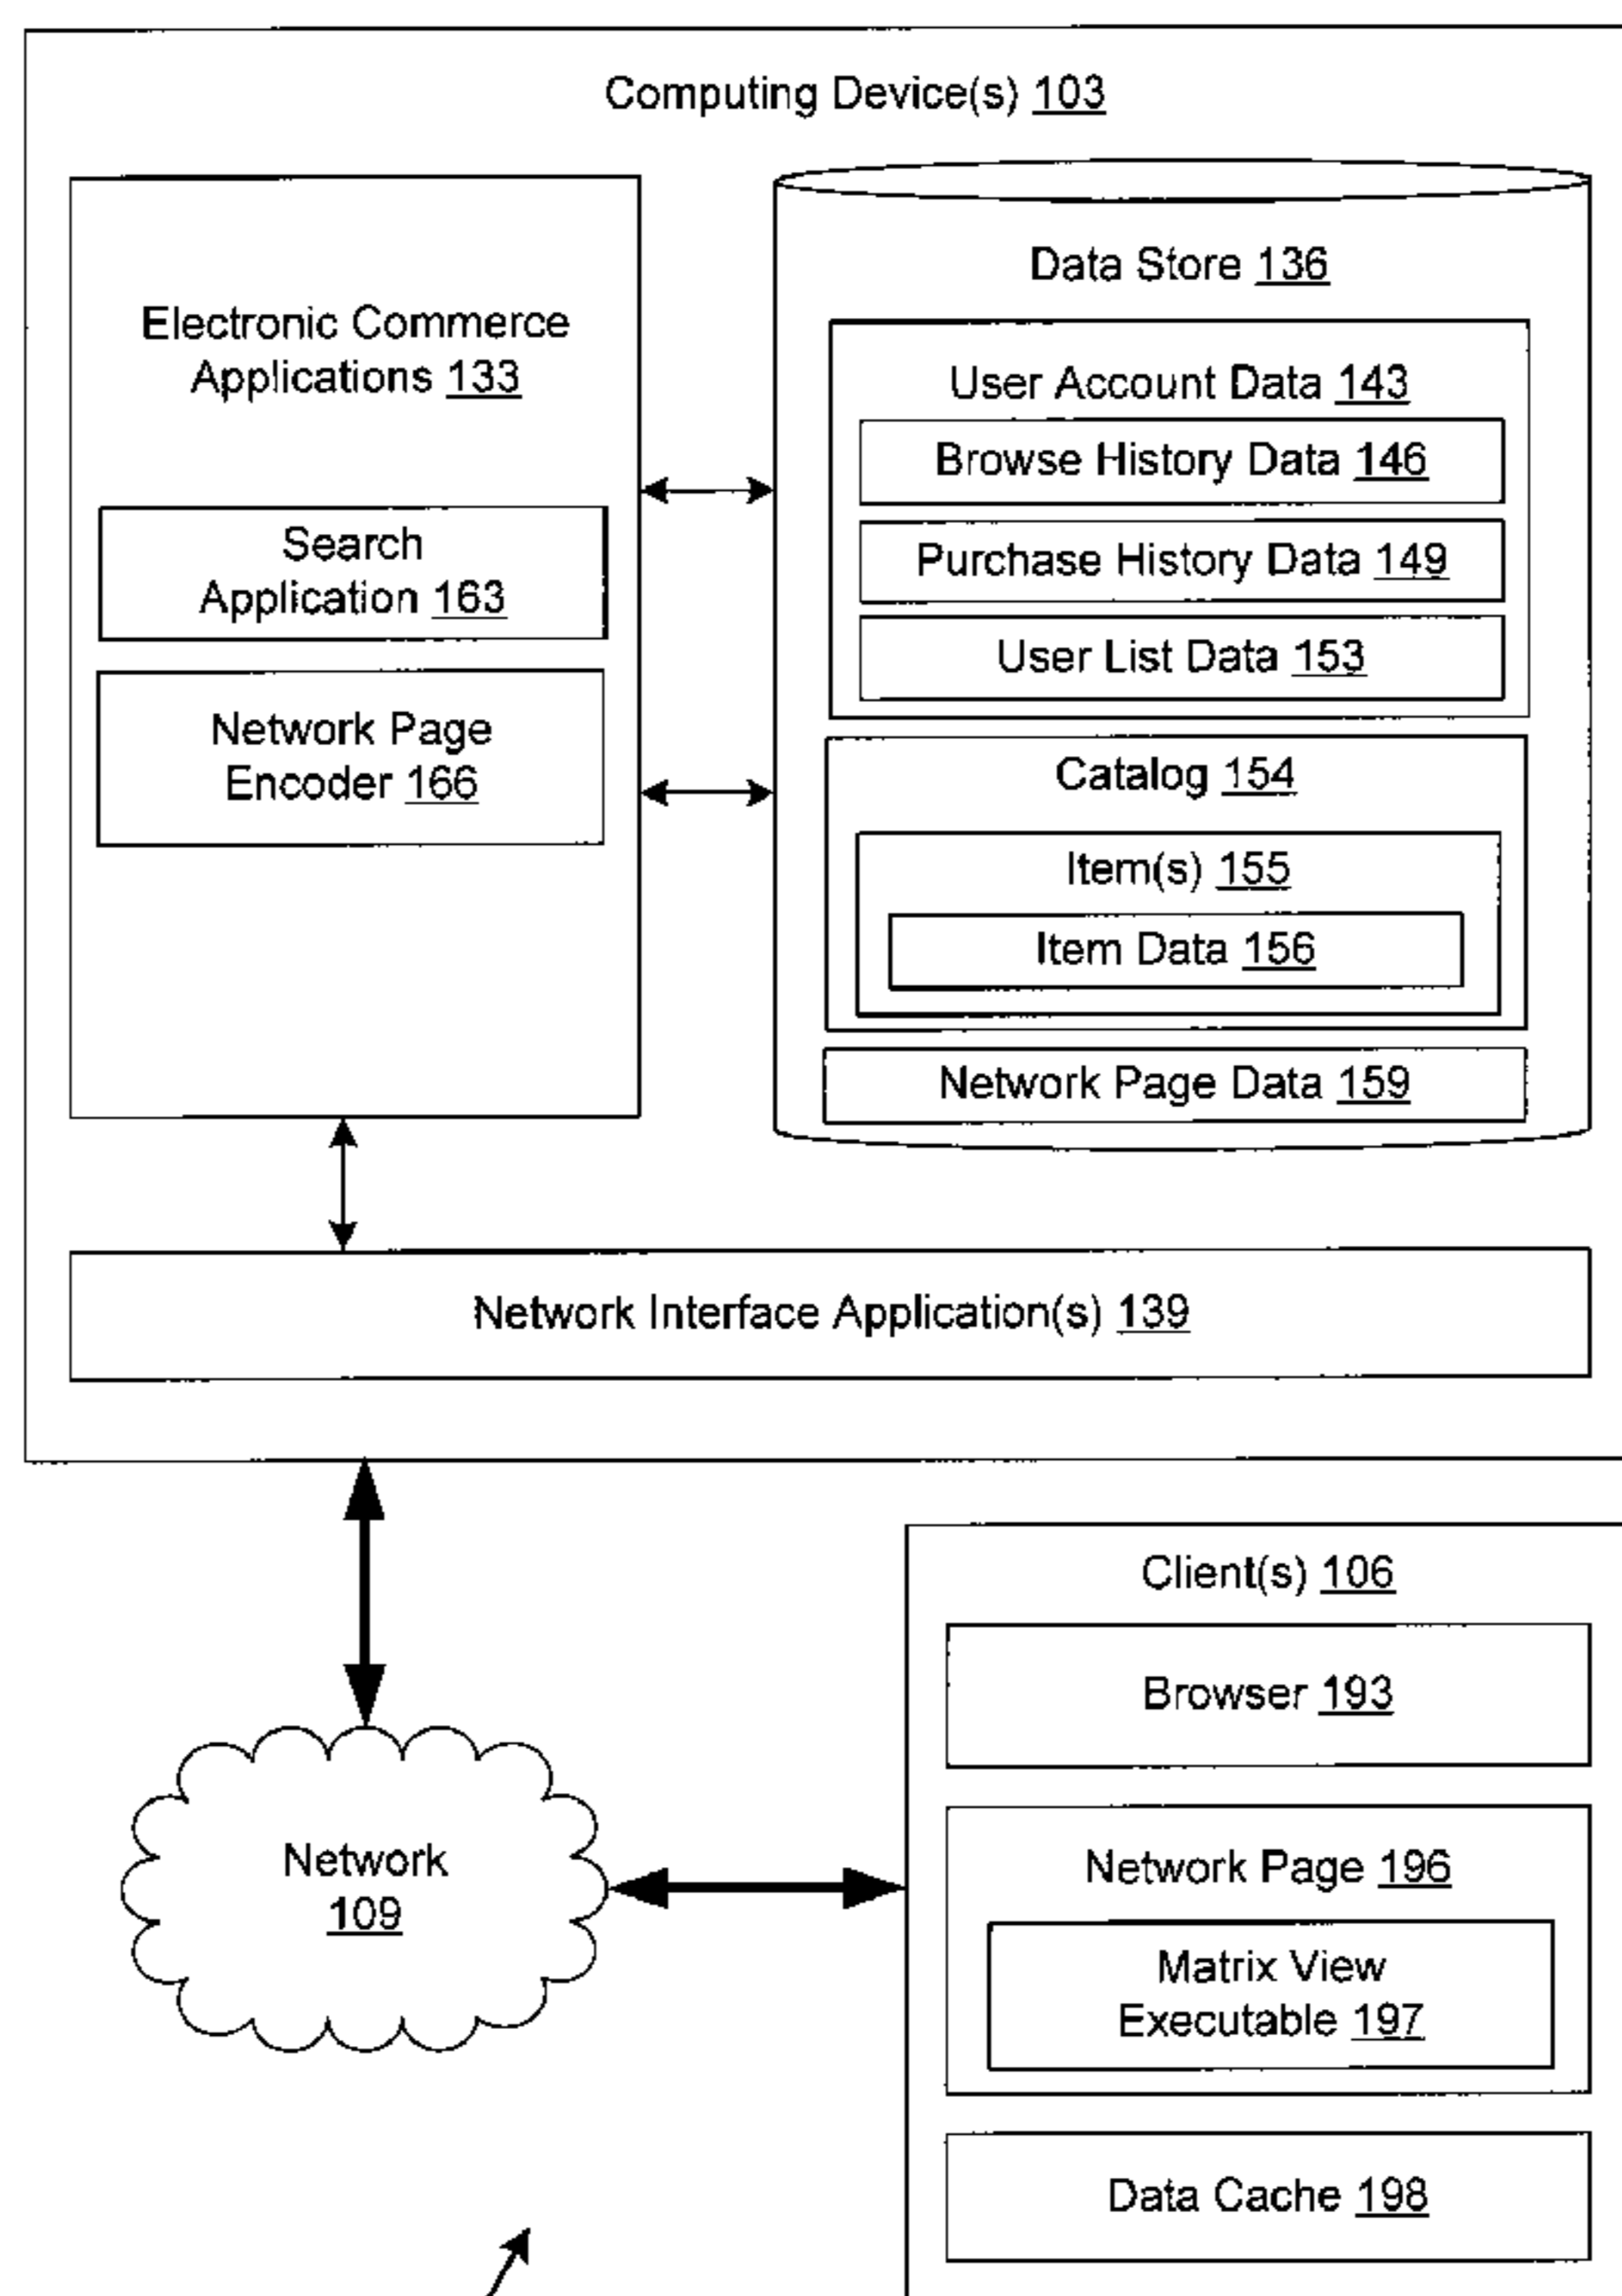 Computing Device(s) 103
Electronic Commerce
Applications 133
Search
Application 163
Network Page
Encoder 166
Data Store 136
User Account Data 143
Browse History Data 146
Purchase History Data 149
User List Data 153
Catalog 154
Item(s) 155
Item Data 156
Network Page Data 159
Network Interface Application(s) 139
Network
109
Client(s) 106
Browser 193
Network Page 196
Matrix View
Executable 197
Data Cache 198